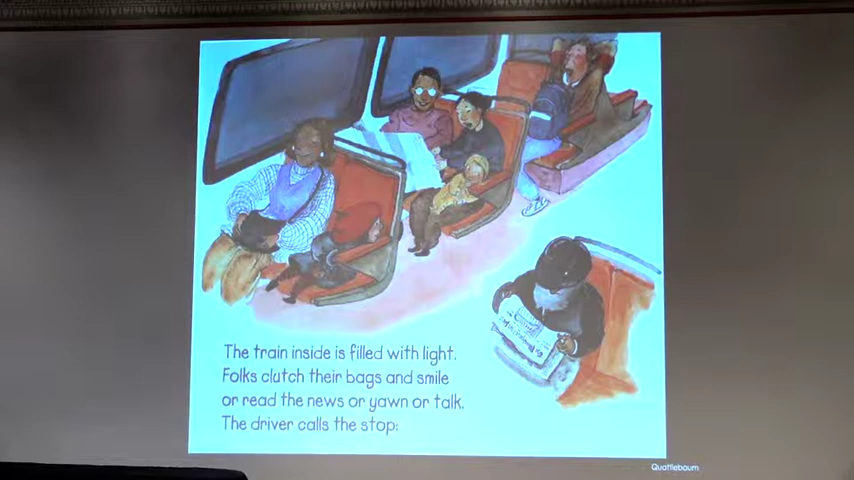 The train inside is filled with light.
Folks clutch their bags and smile
or read the news or yawn or talk.
The driver calls the stop:
Quattlebaum